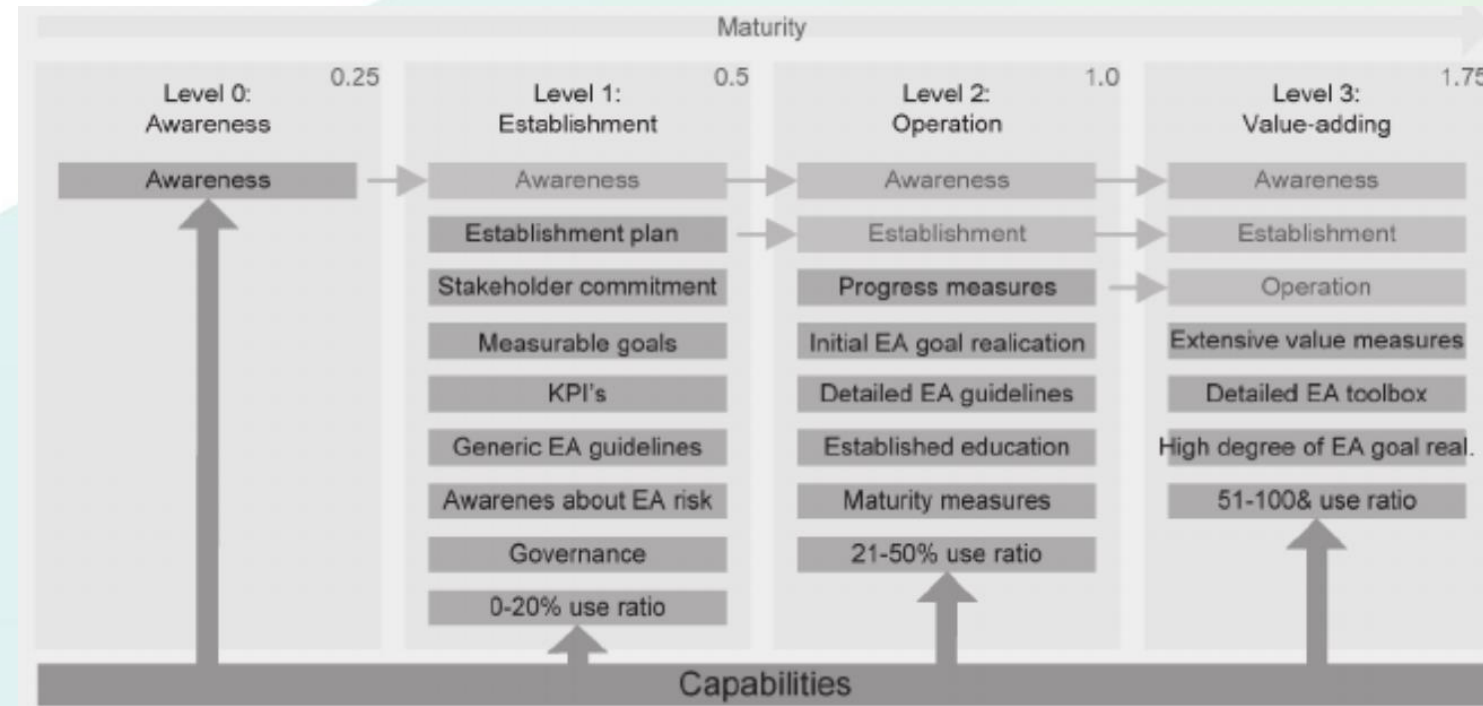 Maturity
0.25
Level 0:
Awareness
Awareness
0.5
Level 1:
Establishment
Awareness
Establishment plan
Stakeholder commitment
Measurable goals
KPI's
Generic EA guidelines
Awarenes about EA risk
Governance
0-20% use ratio
1.0
Level 2:
Operation
Awareness
Establishment
Progress measures
Initial EA goal realication
Detailed EA guidelines
Established education
Maturity measures
21-50% use ratio
1.75
Level 3:
Value-adding
Awareness
Establishment
Operation
Extensive value measures
Detailed EA toolbox
High degree of EA goal real.
51-100& use ratio
Capabilities